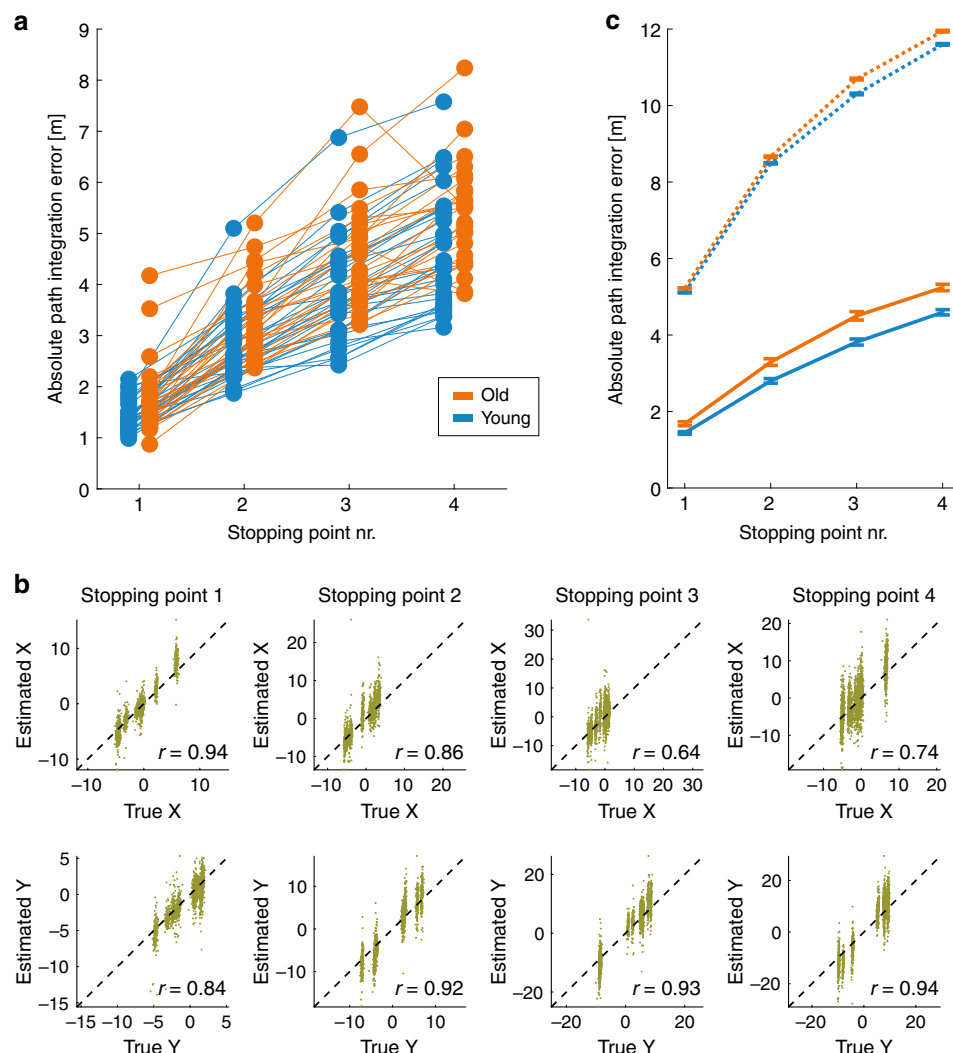 a
Absolute path integration error [m]
9
8
7
6
5
4
3
2
1
0
1 2 3 4
Stopping point nr.
Old
Young
c
Absolute path integration error [m]
12
10
8
6
4
2
0
1 2 3 4
Stopping point nr.
b
Stopping point 1
Estimated X
10
0
−10
r = 0.94
−10 0 10
True X
Stopping point 2
Estimated X
20
10
0
−10
r = 0.86
−10 0 10 20
True X
Stopping point 3
Estimated X
30
20
10
0
−10
r = 0.64
−10 0 10 20 30
True X
Stopping point 4
Estimated X
20
10
0
−10
r = 0.74
−10 0 10 20
True X
Estimated Y
5
0
−5
−10
−15
r = 0.84
−15 −10 −5 0 5
True Y
Estimated Y
10
0
−10
r = 0.92
−10 0 10
True Y
Estimated Y
20
0
−20
r = 0.93
−20 0 20
True Y
Estimated Y
20
0
−20
r = 0.94
−20 0 20
True Y